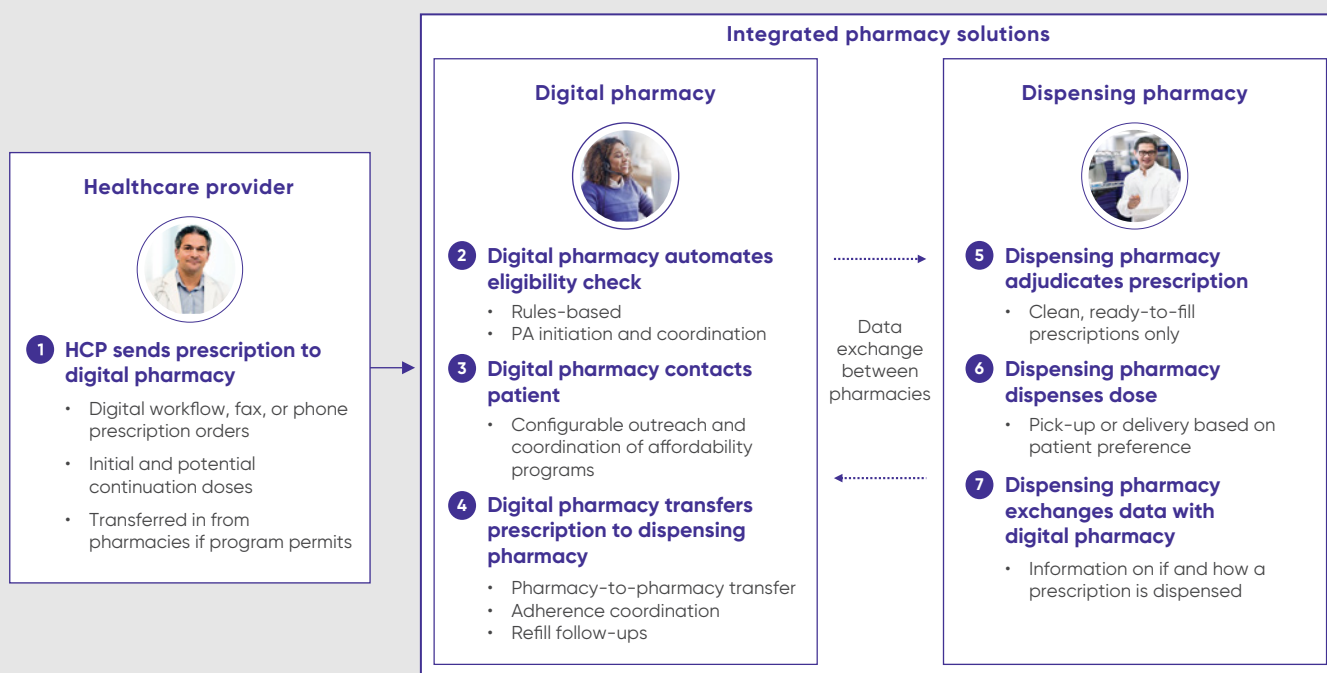 Integrated pharmacy solutions
Healthcare provider
1 HCP sends prescription to
digital pharmacy
• Digital workflow, fax, or phone
prescription orders
• Initial and potential
continuation doses
• Transferred in from
pharmacies if program permits
Digital pharmacy
2 Digital pharmacy automates
eligibility check
• Rules-based
• PA initiation and coordination
3 Digital pharmacy contacts
patient
• Configurable outreach and
coordination of affordability
programs
4 Digital pharmacy transfers
prescription to dispensing
pharmacy
• Pharmacy-to-pharmacy transfer
• Adherence coordination
• Refill follow-ups
Data
exchange
between
pharmacies
Dispensing pharmacy
5 Dispensing pharmacy
adjudicates prescription
• Clean, ready-to-fill
prescriptions only
6 Dispensing pharmacy
dispenses dose
• Pick-up or delivery based on
patient preference
7 Dispensing pharmacy
exchanges data with
digital pharmacy
• Information on if and how a
prescription is dispensed